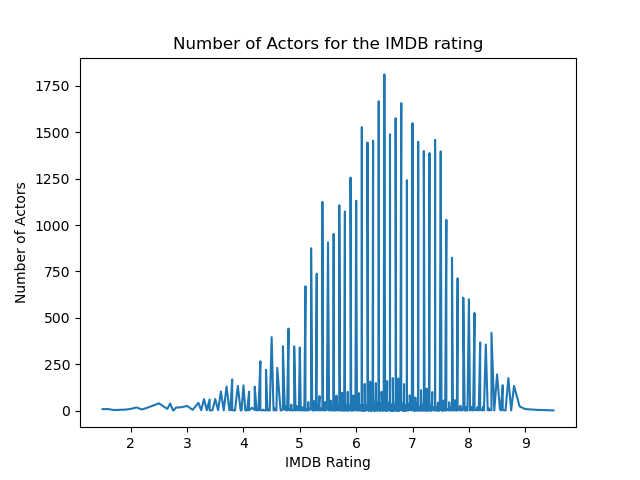 Number of Actors for the IMDB rating
1750
1500
1250
1000
750
500
250
0
Number of Actors
2 3 4 5 6 7 8 9
IMDB Rating